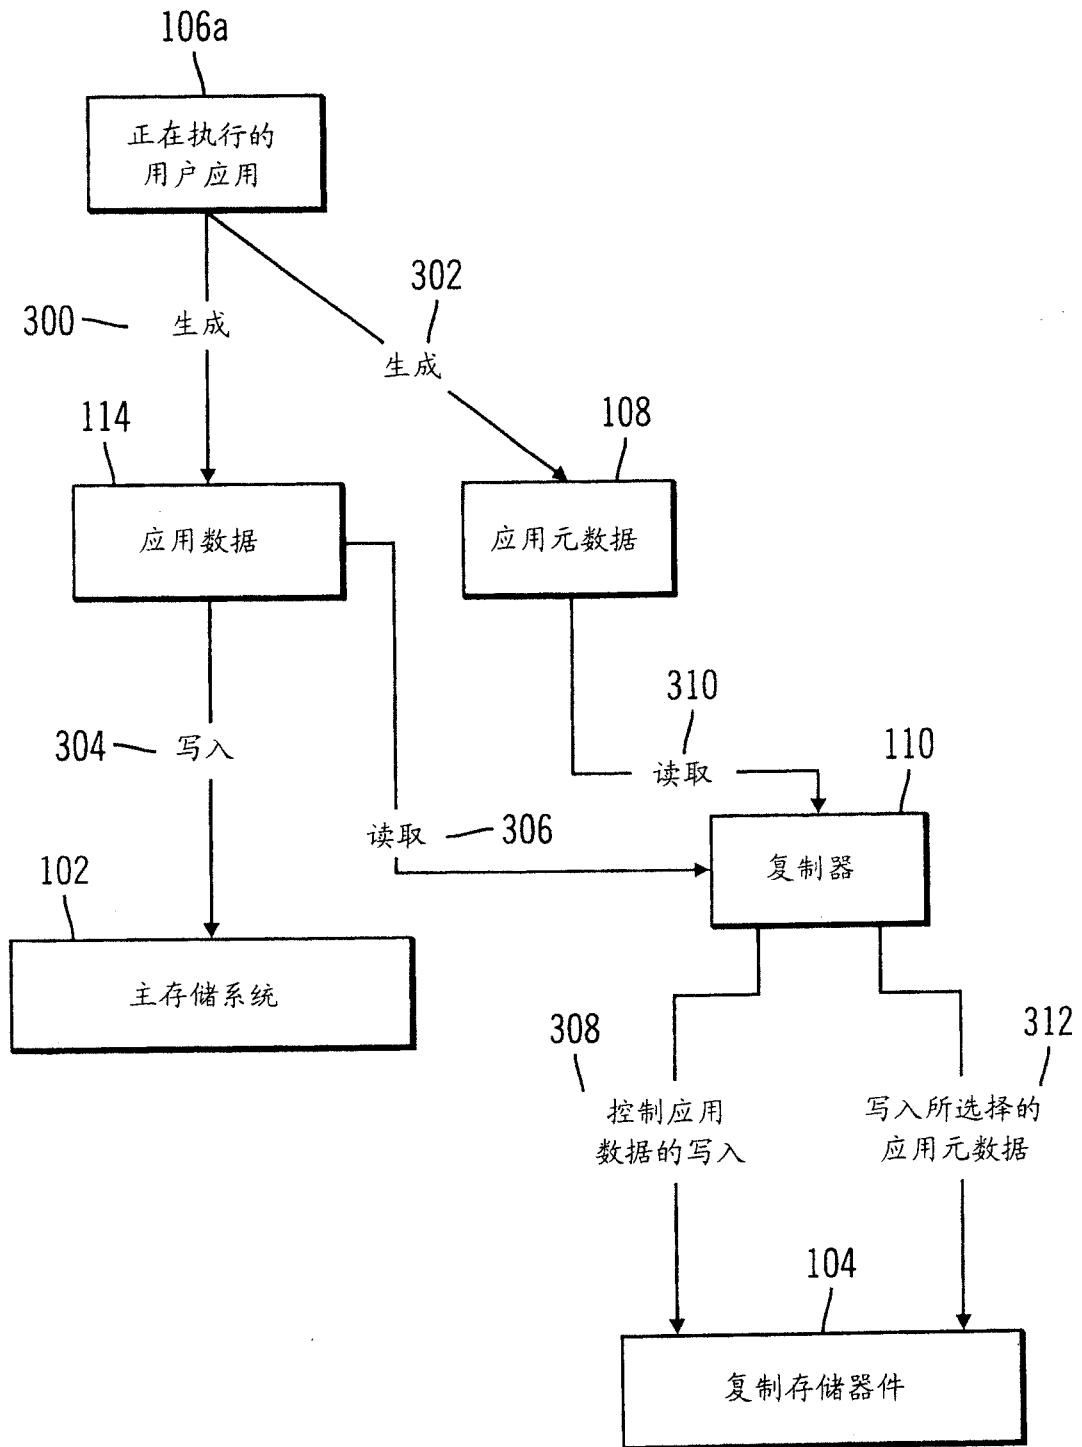 106a
正在执行的
用户应用
302
300
生成
生成
114
108
应用数据
应用元数据
310
304
写入
读取
110
读取
306
复制器
102
主存储系统
308
312
控制应用
数据的写入
写入所选择的
应用元数据
104
复制存储器件